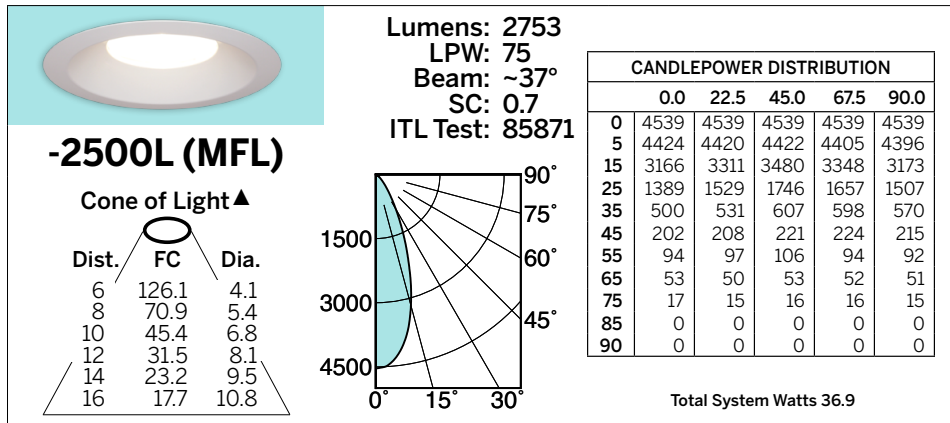 Lumens: 2753
LPW: 75
Beam: ~37°
SC: 0.7
ITL Test: 85871
-2500L (MFL)
Cone of Light▲
Dist. FC Dia.
6 126.1 4.1
8 70.9 5.4
10 45.4 6.8
12 31.5 8.1
14 23.2 9.5
16 17.7 10.8
90°
75°
1500
60°
3000
45°
4500
0° 15° 30°
CANDLEPOWER DISTRIBUTION
0.0 22.5 45.0 67.5 90.0
0 4539 4539 4539 4539 4539
5 4424 4420 4422 4405 4396
15 3166 3311 3480 3348 3173
25 1389 1529 1746 1657 1507
35 500 531 607 598 570
45 202 208 221 224 215
55 94 97 106 94 92
65 53 50 53 52 51
75 17 15 16 16 15
85 0 0 0 0 0
90 0 0 0 0 0
Total System Watts 36.9